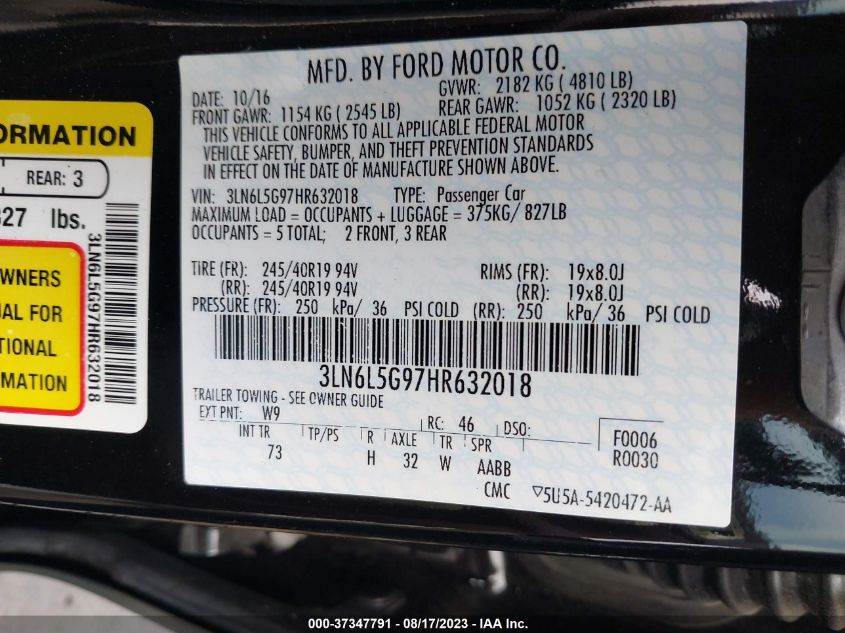 MFD. BY FORD MOTOR CO.
DATE: 10/16 GVWR: 2182 KG ( 4810 LB)
FRONT GAWR: 1154 KG ( 2545 LB) REAR GAWR: 1052 KG ( 2320 LB)
THIS VEHICLE CONFORMS TO ALL APPLICABLE FEDERAL MOTOR
VEHICLE SAFETY, BUMPER, AND THEFT PREVENTION STANDARDS
IN EFFECT ON THE DATE OF MANUFACTURE SHOWN ABOVE.
VIN: 3LN6L5G97HR632018 TYPE: Passenger Car
MAXIMUM LOAD = OCCUPANTS + LUGGAGE = 375KG/ 827LB
OCCUPANTS = 5 TOTAL; 2 FRONT, 3 REAR
TIRE (FR): 245/40R19 94V RIMS (FR): 19x8.0J
(RR): 245/40R19 94V (RR): 19x8.0J
PRESSURE (FR): 250 kPa/ 36 PSI COLD (RR): 250 kPa/ 36 PSI COLD
3LN6L5G97HR632018
TRAILER TOWING - SEE OWNER GUIDE
EXT PNT: W9 RC: 46 DSO: F0006
INT TR TP/PS R AXLE TR SPR R0030
73 H 32 W AABB
CMC ▽5U5A-5420472-AA
ORMATION
REAR: 3
827 lbs.
3LN6L5G97HR632018
OWNERS
UAL FOR
TIONAL
RMATION
000-37347791 - 08/17/2023 - IAA Inc.